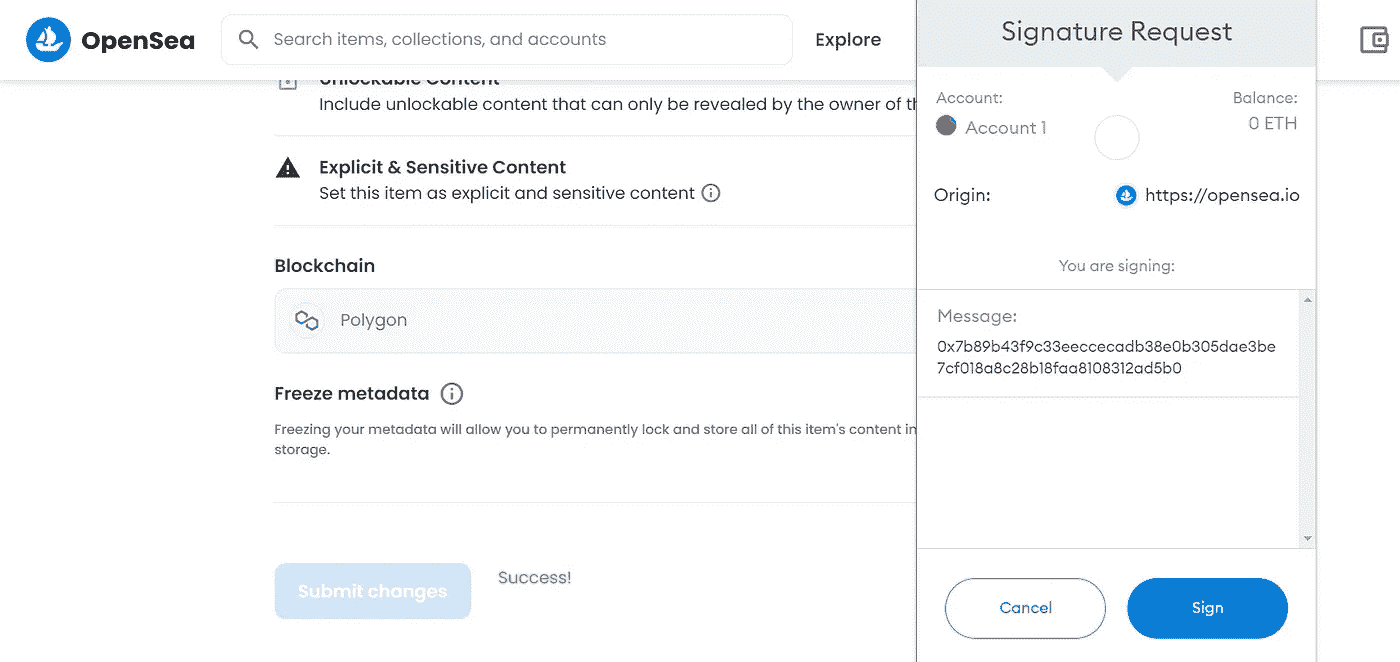 OpenSea
Search items, collections, and accounts
Explore
Unlockable Content
Include unlockable content that can only be revealed by the owner of th
Explicit & Sensitive Content
Set this item as explicit and sensitive content
Blockchain
Polygon
Freeze metadata
Freezing your metadata will allow you to permanently lock and store all of this item's content in
storage.
Submit changes
Success!
Signature Request
Account:
Balance:
Account 1
0 ETH
Origin:
https://opensea.io
You are signing:
Message:
0x7b89b43f9c33eeccecadb38e0b305dae3be
7cf018a8c28b18faa8108312ad5b0
Cancel
Sign